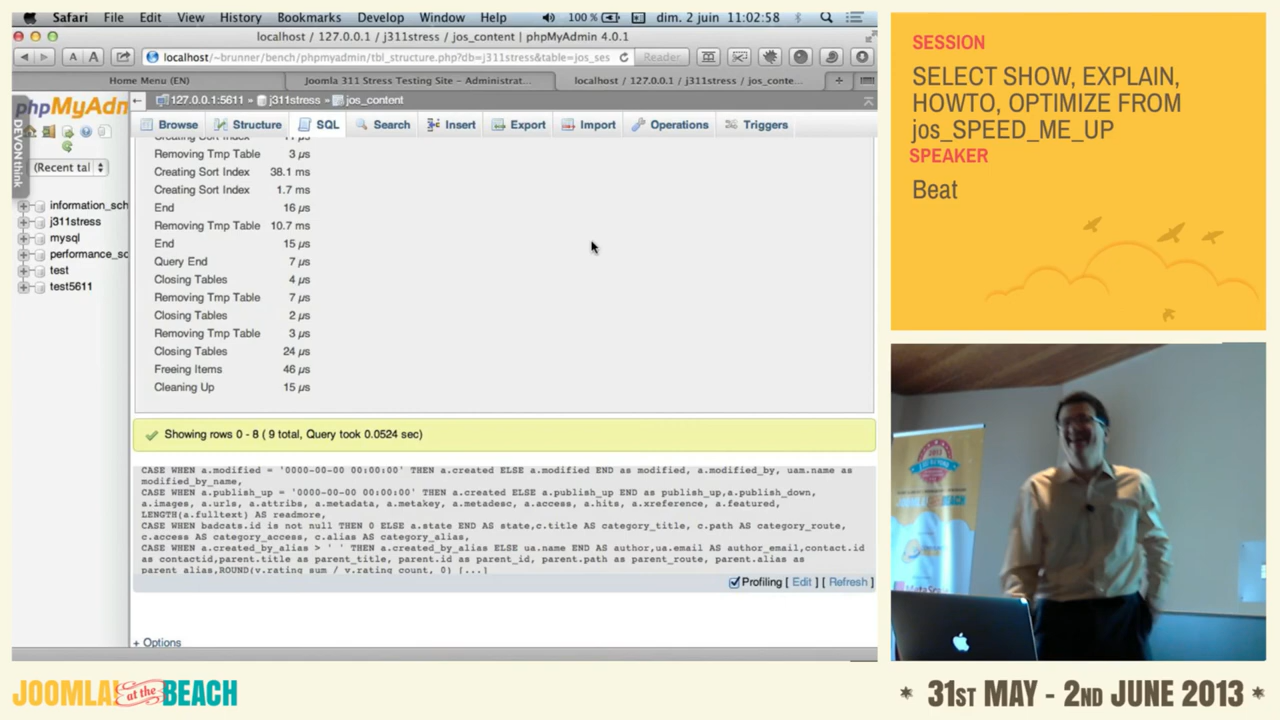 Safari File Edit View History Bookmarks Develop Window Help 100 % dim. 2 juin 11:02:58
localhost / 127.0.0.1 / j311stress / jos_content | phpMyAdmin 4.0.1
A A localhost/~brunner/bench/phpmyadmin/tbl_structure.php?db=j311stress&table=jos_ses Reader
Home Menu (EN) Joomla 311 Stress Testing Site - Administrat... localhost / 127.0.0.1 / j311stress / jos_conte...
phpMyAdm
DEVONthink
(Recent tal
information_sch
j311stress
mysql
performance_sc
test
test5611
127.0.0.1:5611 » j311stress » jos_content
Browse Structure SQL Search Insert Export Import Operations Triggers
Creating Sort Index
Removing Tmp Table 3 µs
Creating Sort Index 38.1 ms
Creating Sort Index 1.7 ms
End 16 µs
Removing Tmp Table 10.7 ms
End 15 µs
Query End 7 µs
Closing Tables 4 µs
Removing Tmp Table 7 µs
Closing Tables 2 µs
Removing Tmp Table 3 µs
Closing Tables 24 µs
Freeing Items 46 µs
Cleaning Up 15 µs
Showing rows 0 - 8 ( 9 total, Query took 0.0524 sec)
CASE WHEN a.modified = '0000-00-00 00:00:00' THEN a.created ELSE a.modified END as modified, a.modified_by, uam.name as
modified_by_name,
CASE WHEN a.publish_up = '0000-00-00 00:00:00' THEN a.created ELSE a.publish_up END as publish_up,a.publish_down,
a.images, a.urls, a.attribs, a.metadata, a.metakey, a.metadesc, a.access, a.hits, a.xreference, a.featured,
LENGTH(a.fulltext) AS readmore,
CASE WHEN badcats.id is not null THEN 0 ELSE a.state END AS state,c.title AS category_title, c.path AS category_route,
c.access AS category_access, c.alias AS category_alias,
CASE WHEN a.created_by_alias > ' ' THEN a.created_by_alias ELSE ua.name END AS author,ua.email AS author_email,contact.id
as contactid,parent.title as parent_title, parent.id as parent_id, parent.path as parent_route, parent.alias as
parent_alias,ROUND(v.rating_sum / v.rating_count, 0) [...]
Profiling [ Edit ] [ Refresh ]
+ Options
SESSION
SELECT SHOW, EXPLAIN,
HOWTO, OPTIMIZE FROM
jos_SPEED_ME_UP
SPEAKER
Beat
2013
JOOMLA! at the BEACH
* 31ST MAY - 2ND JUNE 2013 *